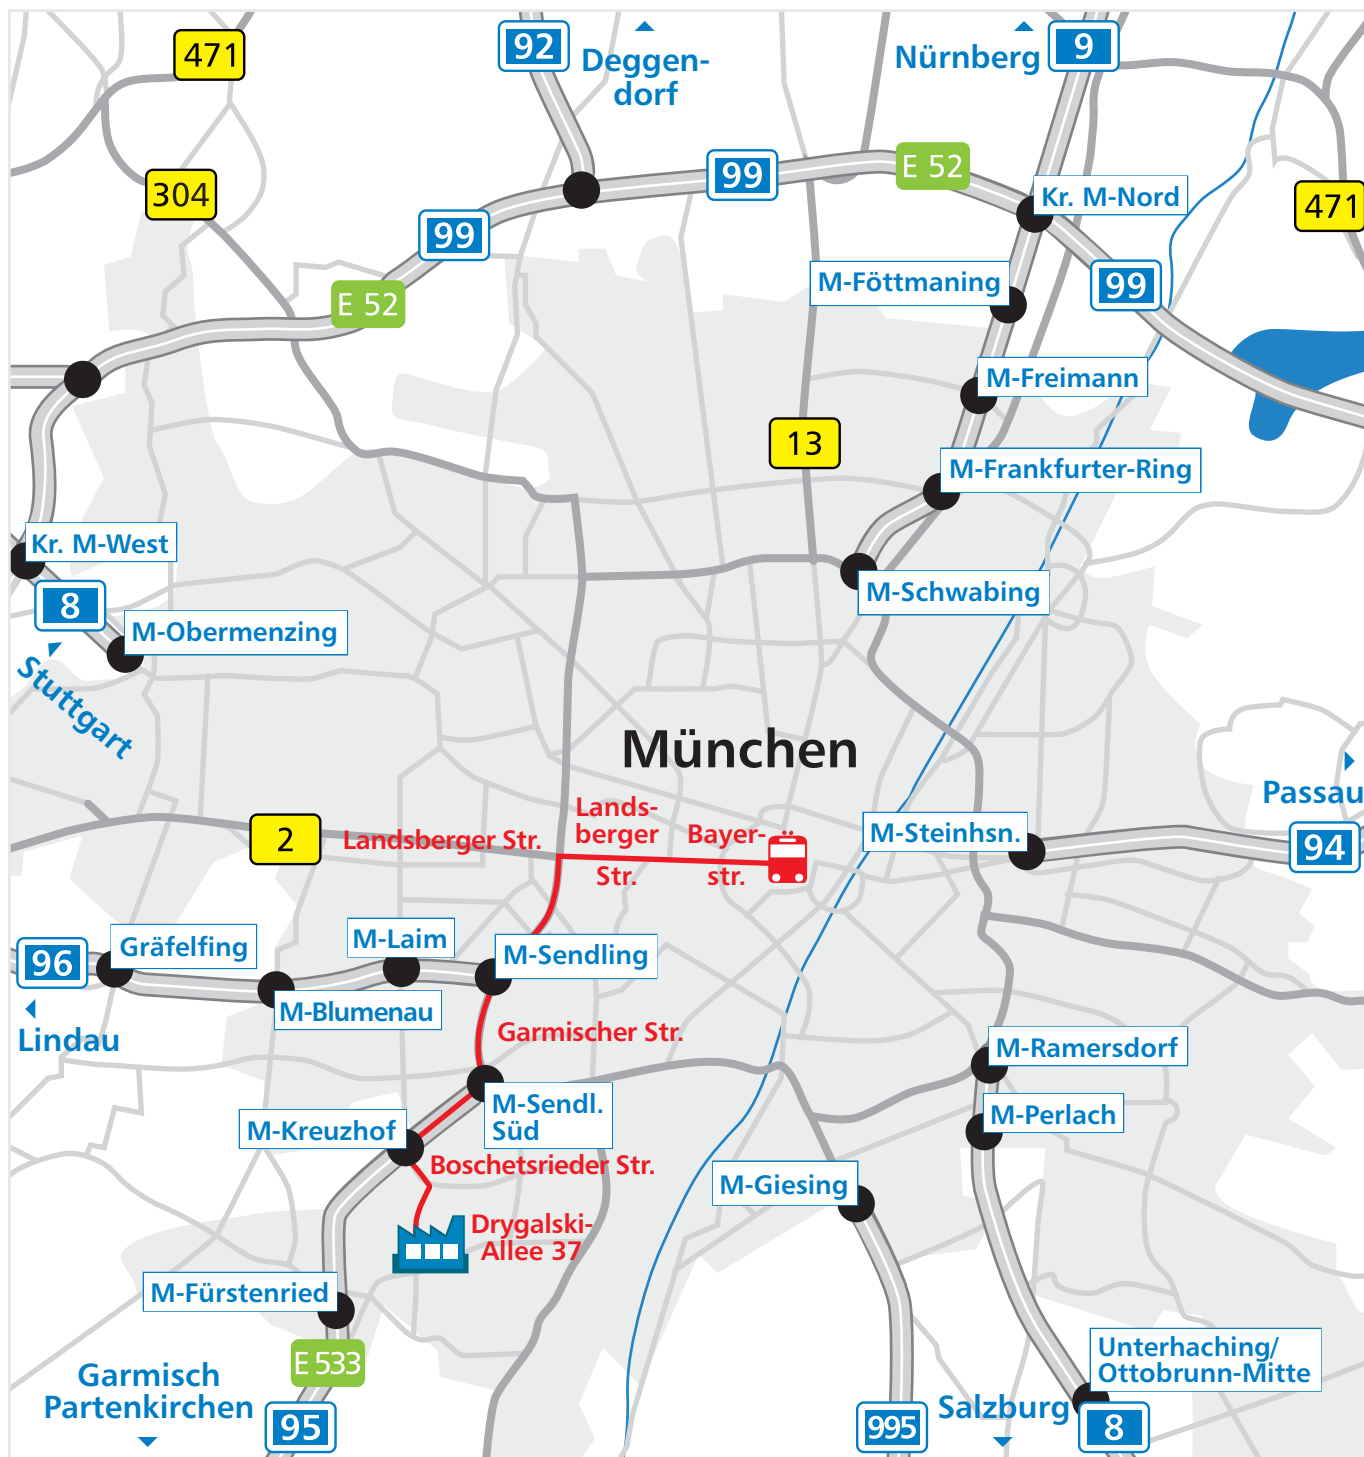 92
Deggen-
dorf
Nürnberg
9
471
304
99
E 52
Kr. M-Nord
471
99
E 52
M-Föttmaning
99
M-Freimann
13
M-Frankfurter-Ring
Kr. M-West
8
M-Schwabing
M-Obermenzing
Stuttgart
München
Passau
2
Landsberger Str.
Lands-
berger
Str.
Bayer-
str.
M-Steinhsn.
94
96
Gräfelfing
M-Laim
M-Sendling
M-Blumenau
Lindau
Garmischer Str.
M-Ramersdorf
M-Sendl.
Süd
M-Kreuzhof
M-Perlach
Boschetsrieder Str.
M-Giesing
Drygalski-
Allee 37
M-Fürstenried
E 533
Garmisch
Partenkirchen
95
Unterhaching/
Ottobrunn-Mitte
995
Salzburg
8